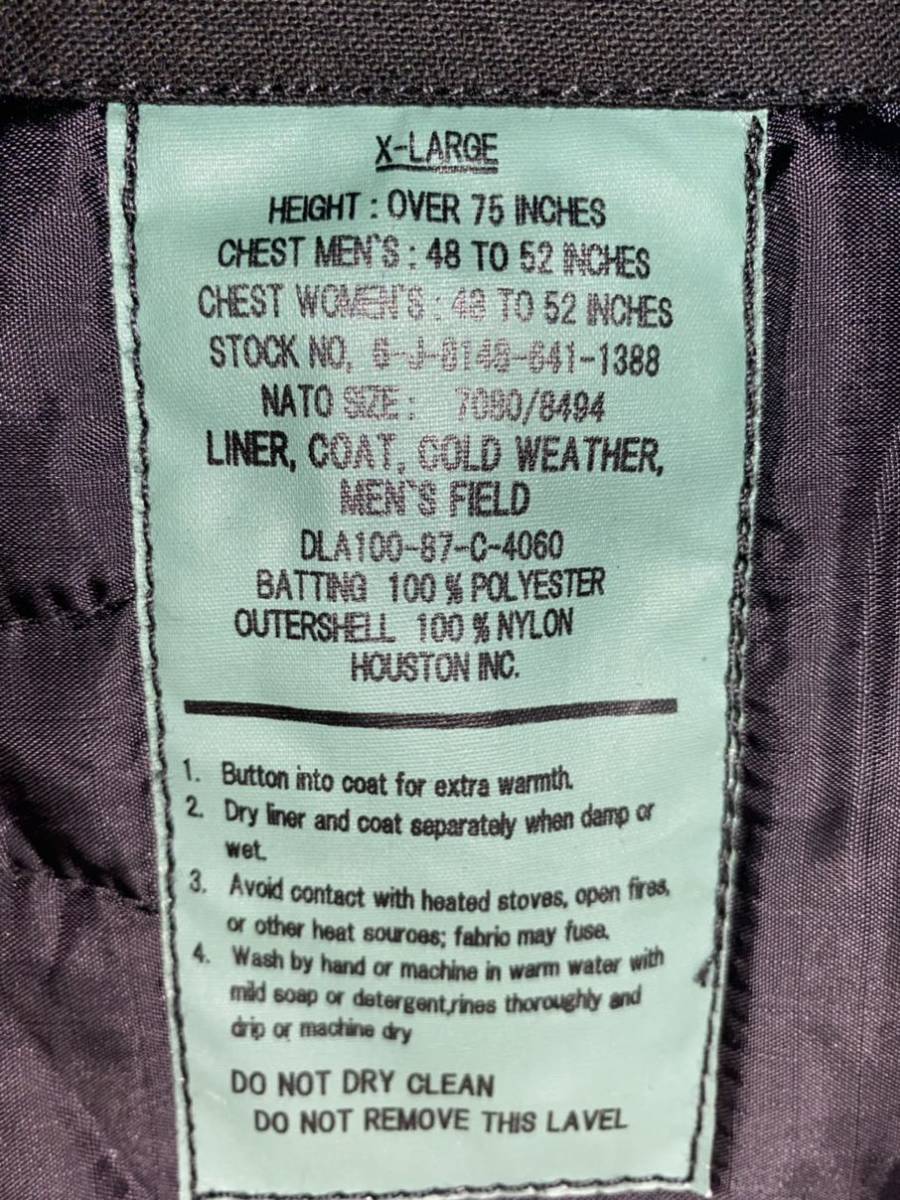 X-LARGE
HEIGHT : OVER 75 INCHES
CHEST MEN'S : 48 TO 52 INCHES
CHEST WOMEN'S : 48 TO 52 INCHES
STOCK NO, 6-J-8148-641-1388
NATO SIZE : 7080/8494
LINER, COAT, COLD WEATHER,
MEN'S FIELD
DLA100-87-C-4060
BATTING 100 % POLYESTER
OUTERSHELL 100 % NYLON
HOUSTON INC.
1. Button into coat for extra warmth.
2. Dry liner and coat separately when damp or
wet.
3. Avoid contact with heated stoves, open fires,
or other heat sources; fabric may fuse.
4. Wash by hand or machine in warm water with
mild soap or detergent,rines thoroughly and
drip or machine dry
DO NOT DRY CLEAN
DO NOT REMOVE THIS LAVEL